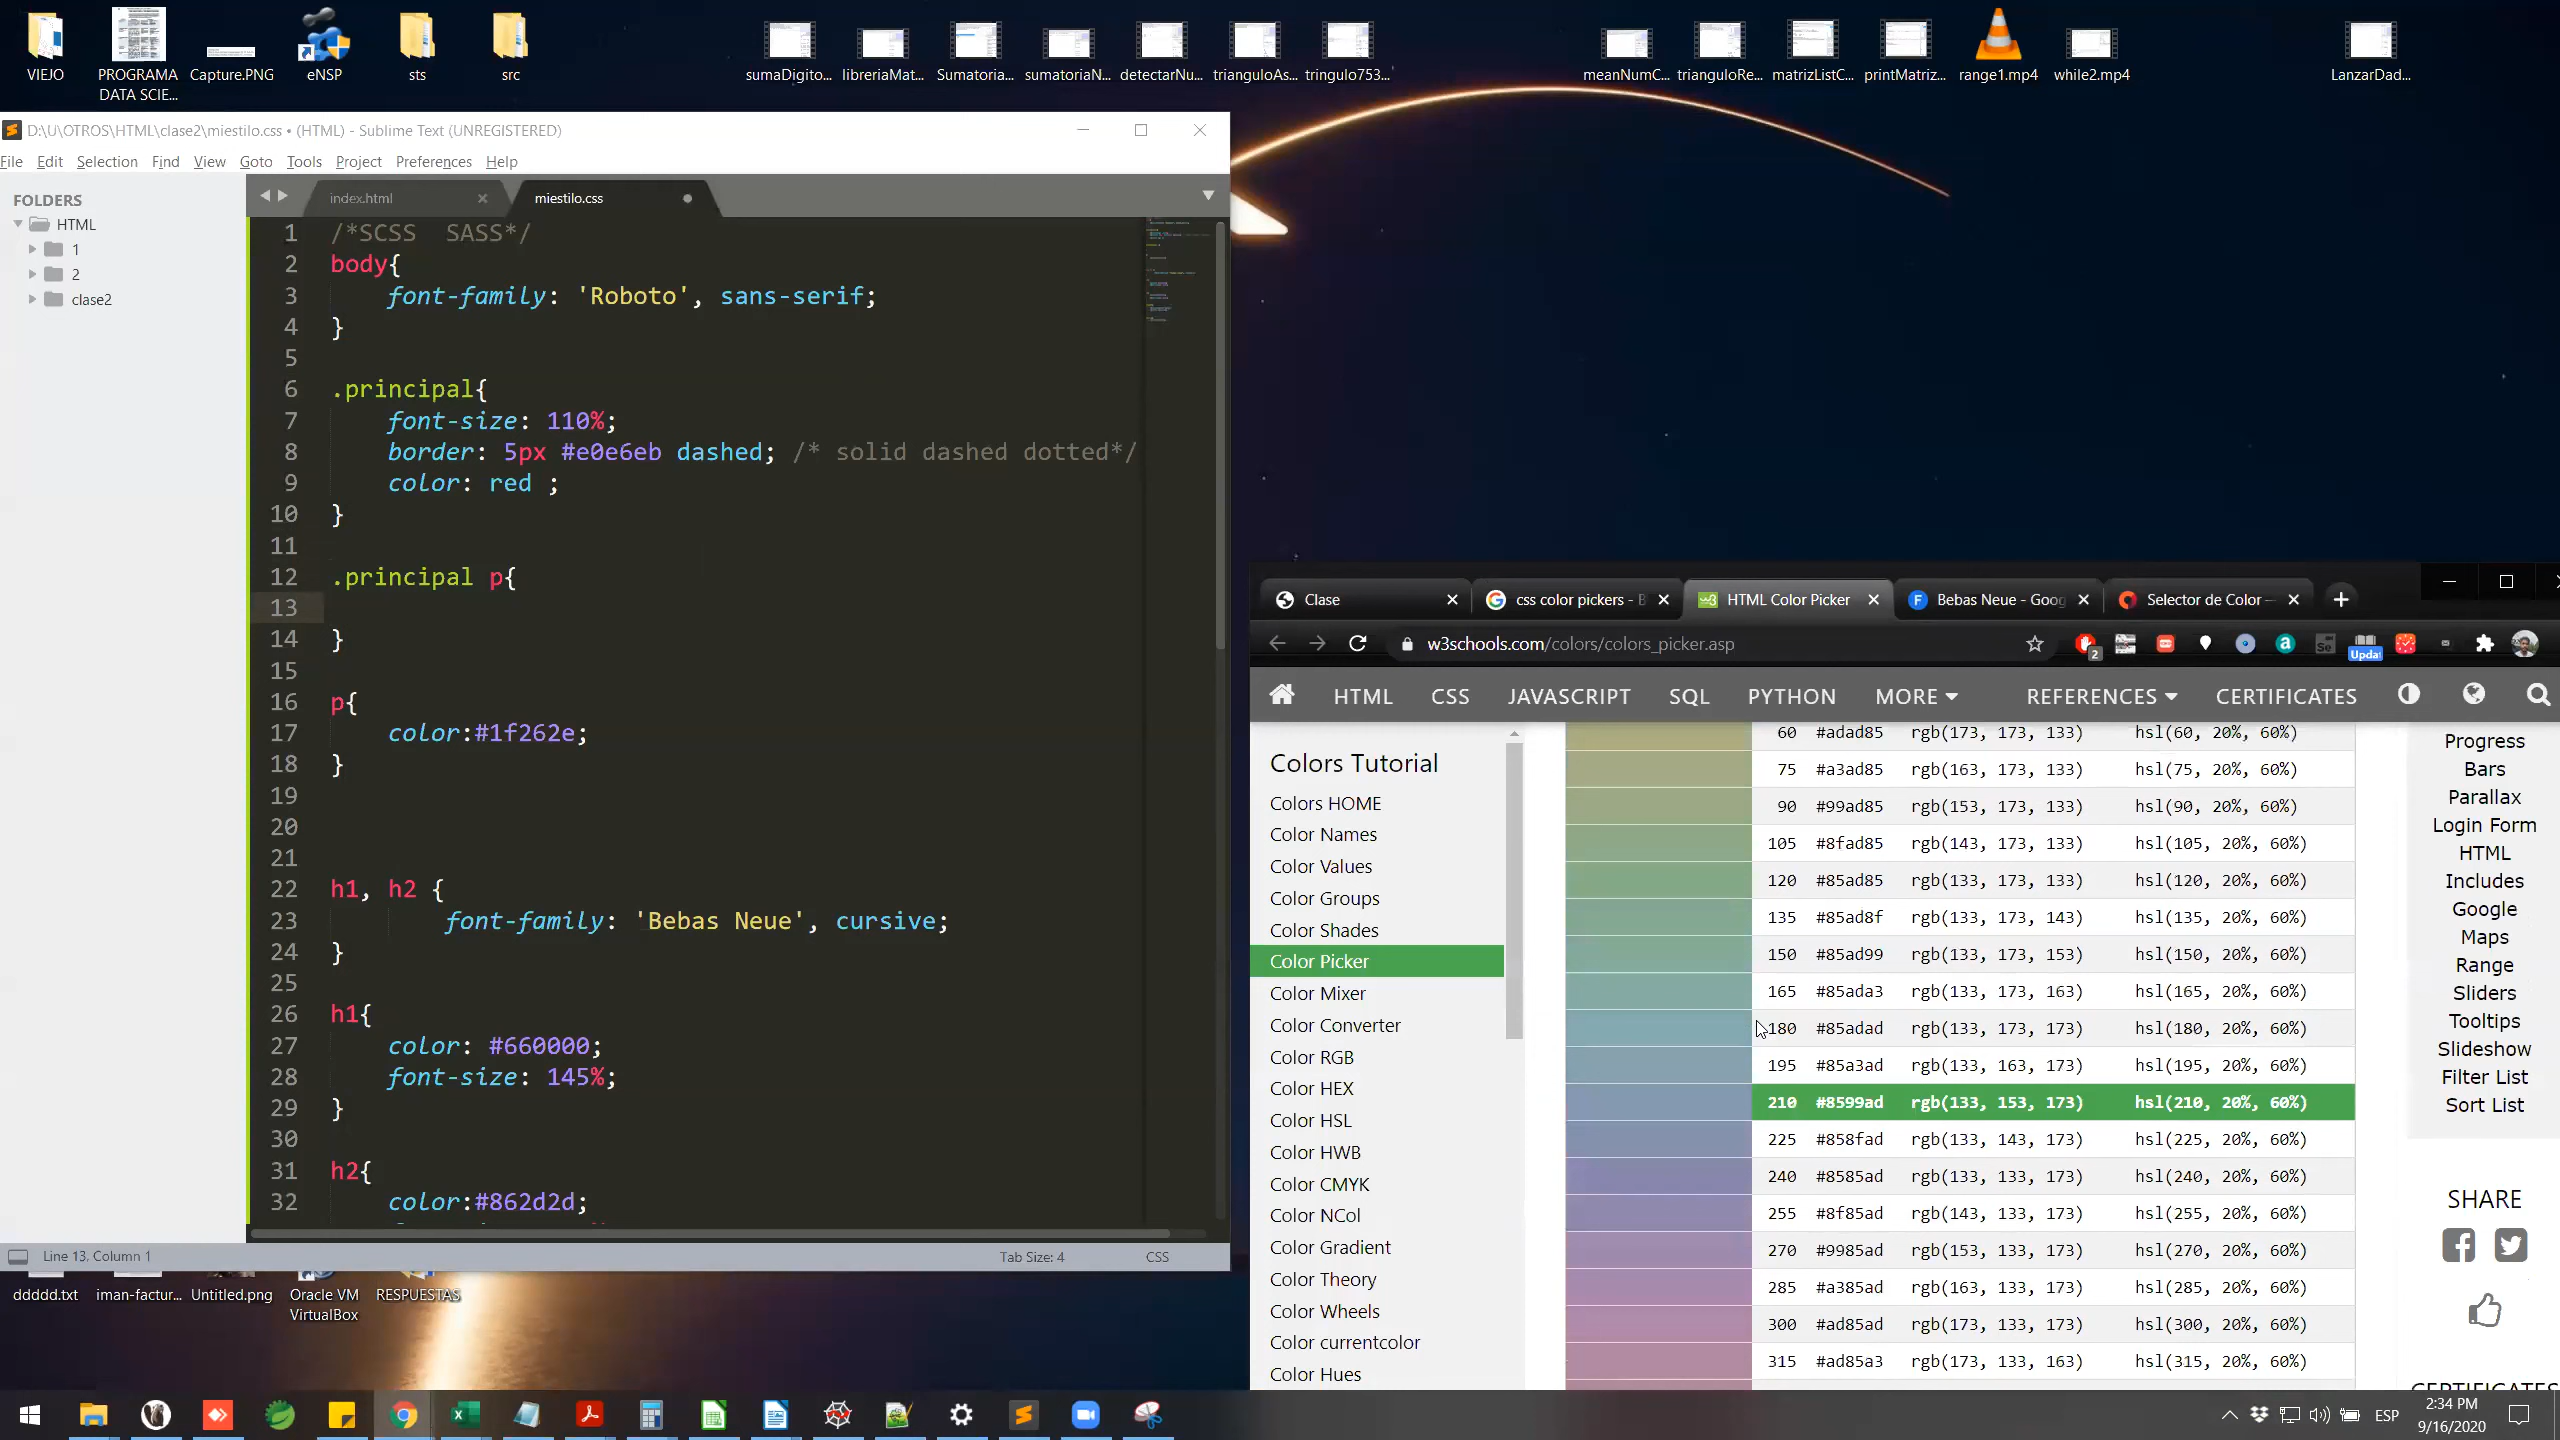 VIEJO
PROGRAMA DATA SCIE...
Capture.PNG
eNSP
sts
src
sumaDigito...
libreriaMat...
Sumatoria...
sumatoriaN...
detectarNu...
trianguloAs...
tringulo753...
meanNumC...
trianguloRe...
matrizListC...
printMatriz...
range1.mp4
while2.mp4
LanzarDad...
D:\U\OTROS\HTML\clase2\miestilo.css • (HTML) - Sublime Text (UNREGISTERED)
File Edit Selection Find View Goto Tools Project Preferences Help
FOLDERS
HTML
1
2
clase2
index.html
miestilo.css
1 /*SCSS  SASS*/
2 body{
3     font-family: 'Roboto', sans-serif;
4 }
5
6 .principal{
7     font-size: 110%;
8     border: 5px #e0e6eb dashed; /* solid dashed dotted*/
9     color: red ;
10 }
11
12 .principal p{
13
14 }
15
16 p{
17     color:#1f262e;
18 }
19
20
21
22 h1, h2 {
23         font-family: 'Bebas Neue', cursive;
24 }
25
26 h1{
27     color: #660000;
28     font-size: 145%;
29 }
30
31 h2{
32     color:#862d2d;
Line 13, Column 1
Tab Size: 4
CSS
Clase
css color pickers - B
HTML Color Picker
Bebas Neue - Goog
Selector de Color —
w3schools.com/colors/colors_picker.asp
2
Updat
HTML CSS JAVASCRIPT SQL PYTHON MORE REFERENCES CERTIFICATES
Colors Tutorial
Colors HOME
Color Names
Color Values
Color Groups
Color Shades
Color Picker
Color Mixer
Color Converter
Color RGB
Color HEX
Color HSL
Color HWB
Color CMYK
Color NCol
Color Gradient
Color Theory
Color Wheels
Color currentcolor
Color Hues
60 #adad85 rgb(173, 173, 133) hsl(60, 20%, 60%)
75 #a3ad85 rgb(163, 173, 133) hsl(75, 20%, 60%)
90 #99ad85 rgb(153, 173, 133) hsl(90, 20%, 60%)
105 #8fad85 rgb(143, 173, 133) hsl(105, 20%, 60%)
120 #85ad85 rgb(133, 173, 133) hsl(120, 20%, 60%)
135 #85ad8f rgb(133, 173, 143) hsl(135, 20%, 60%)
150 #85ad99 rgb(133, 173, 153) hsl(150, 20%, 60%)
165 #85ada3 rgb(133, 173, 163) hsl(165, 20%, 60%)
180 #85adad rgb(133, 173, 173) hsl(180, 20%, 60%)
195 #85a3ad rgb(133, 163, 173) hsl(195, 20%, 60%)
210 #8599ad rgb(133, 153, 173) hsl(210, 20%, 60%)
225 #858fad rgb(133, 143, 173) hsl(225, 20%, 60%)
240 #8585ad rgb(133, 133, 173) hsl(240, 20%, 60%)
255 #8f85ad rgb(143, 133, 173) hsl(255, 20%, 60%)
270 #9985ad rgb(153, 133, 173) hsl(270, 20%, 60%)
285 #a385ad rgb(163, 133, 173) hsl(285, 20%, 60%)
300 #ad85ad rgb(173, 133, 173) hsl(300, 20%, 60%)
315 #ad85a3 rgb(173, 133, 163) hsl(315, 20%, 60%)
Progress
Bars
Parallax
Login Form
HTML
Includes
Google
Maps
Range
Sliders
Tooltips
Slideshow
Filter List
Sort List
SHARE
CERTIFICATES
ddddd.txt
iman-factur...
Untitled.png
Oracle VM VirtualBox
RESPUESTAS
ESP
2:34 PM
9/16/2020